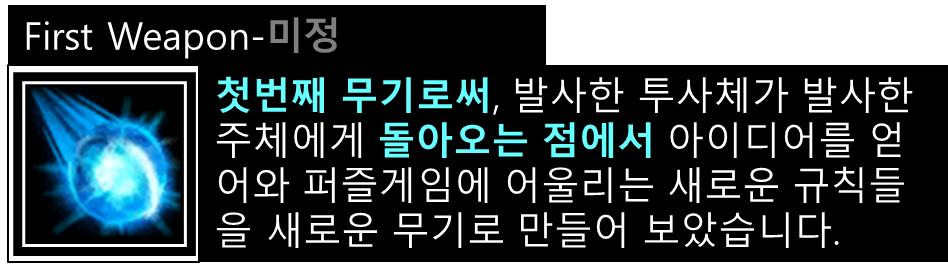 First Weapon-미정
첫번째 무기로써, 발사한 투사체가 발사한
주체에게 돌아오는 점에서 아이디어를 얻
어와 퍼즐게임에 어울리는 새로운 규칙들
을 새로운 무기로 만들어 보았습니다.